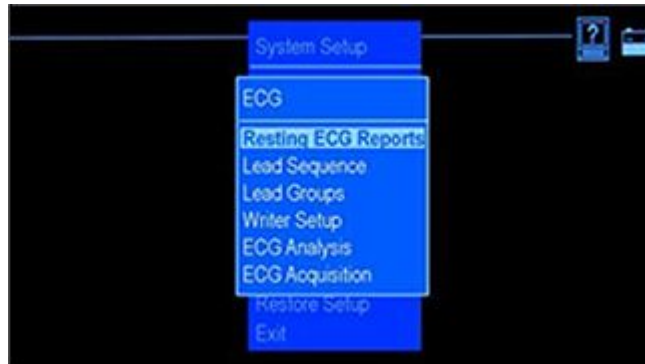 System Setup
?
ECG
Resting ECG Reports
Lead Sequence
Lead Groups
Writer Setup
ECG Analysis
ECG Acquisition
Restore Setup
Exit